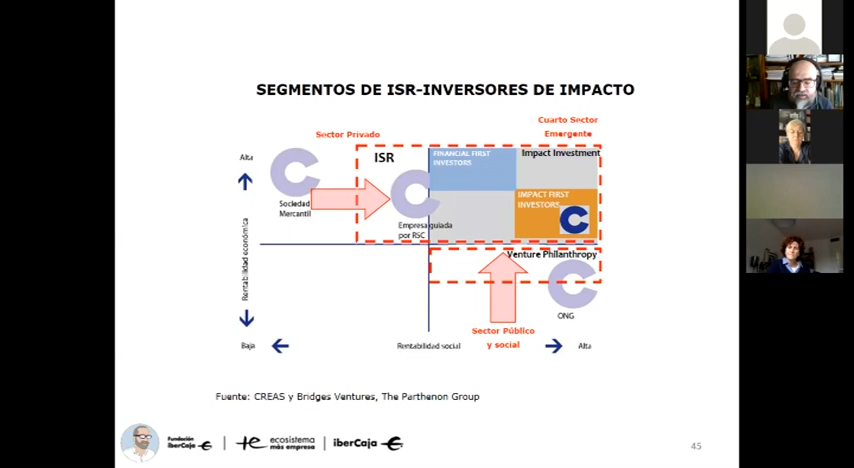 SEGMENTOS DE ISR-INVERSORES DE IMPACTO
Cuarto Sector
Emergente
Sector Privado
Alta
ISR
FINANCIAL FIRST
INVESTORS
Impact Investment
Sociedad
Mercantil
IMPACT FIRST
INVESTORS
Empresa guiada
por RSC
Rentabilidad económica
Venture Philanthropy
ONG
Sector Público
y social
Baja
Rentabilidad social
Alta
Fuente: CREAS y Bridges Ventures, The Parthenon Group
Fundación
iberCaja
+e ecosistema
más empresa
iberCaja
45